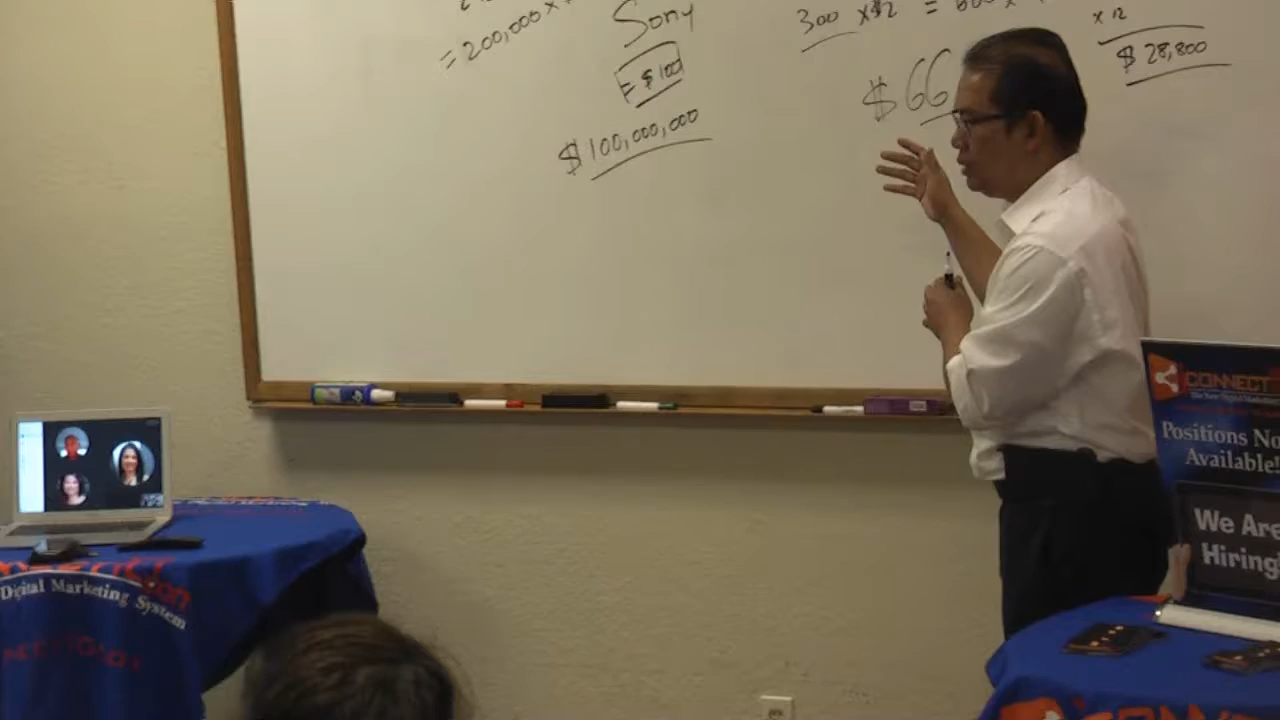 = 200,000 x
Sony
= $100
$100,000,000
300 x $2 = 600 x
$66
x 12
$ 28,800
CONNECT
Positions No
Available!
We Are
Hiring
Digital Marketing System